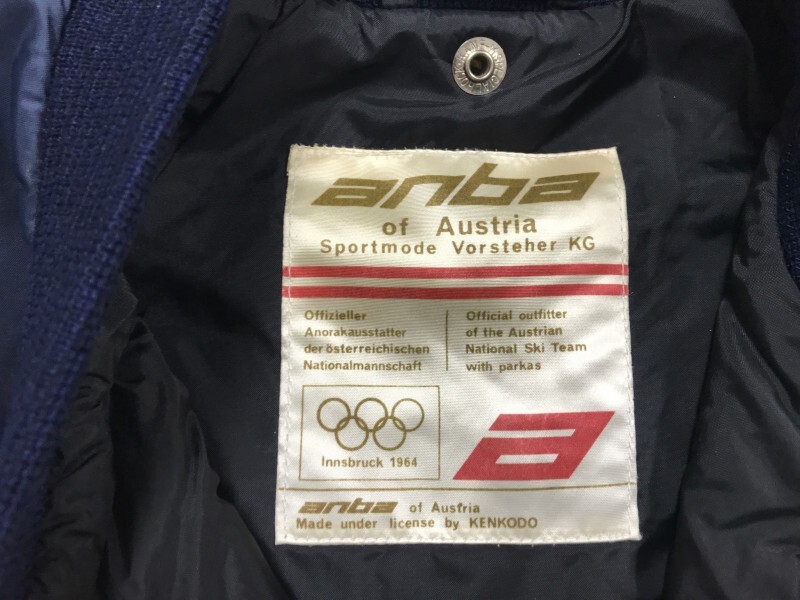 anba
of Austria
Sportmode Vorsteher KG
Offizieller
Anorakausstatter
der österreichischen
Nationalmannschaft
Official outfitter
of the Austrian
National Ski Team
with parkas
Innsbruck 1964
a
anba of Austria
Made under license by KENKODO